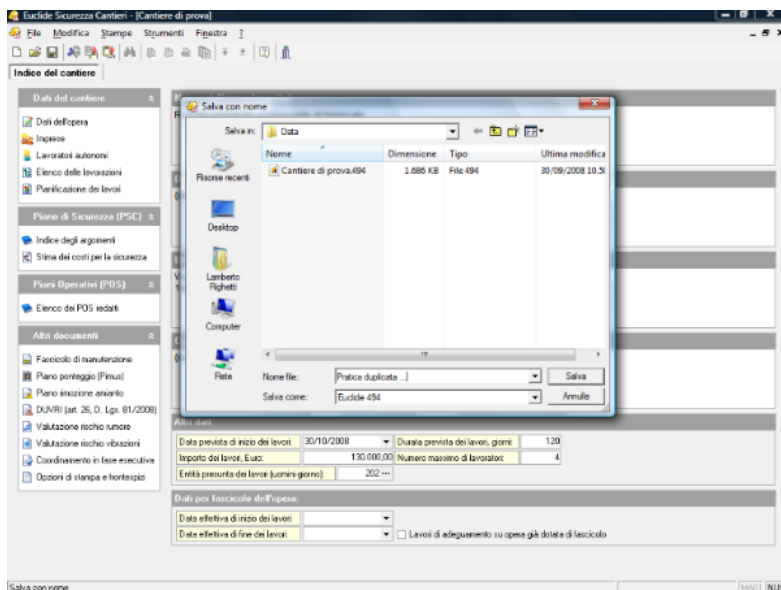 Euclide Sicurezza Cantieri - [Cantiere di prova]
File Modifica Stampe Strumenti Finestra ?
Indice del cantiere
Dati del cantiere
Dati dell'opera
Imprese
Lavoratori autonomi
Elenco delle lavorazioni
Pianificazione dei lavori
Piano di Sicurezza (PSC)
Indice degli argomenti
Stima dei costi per la sicurezza
Piani Operativi (POS)
Elenco dei POS redatti
Altri documenti
Fascicolo di manutenzione
Piano ponteggio (Pimus)
Piano rimozione amianto
DUVRI (art. 26, D. Lgs. 81/2008)
Valutazione rischio rumore
Valutazione rischio vibrazioni
Coordinamento in fase esecutiva
Opzioni di stampa e frontespizi
Salva con nome
Salva in: Data
Nome Dimensione Tipo Ultima modifica
Cantiere di prova.494 1.686 KB File 494 30/09/2008 10.5
Risorse recenti
Desktop
Lamberto Righetti
Computer
Rete
Nome file: Pratica duplicata ... Salva
Salva come: Euclide 494 Annulla
Altri dati:
Data prevista di inizio dei lavori: 30/10/2008 Durata prevista dei lavori, giorni: 120
Importo dei lavori, Euro: 130.000,00 Numero massimo di lavoratori: 4
Entità presunta dei lavori (uomini-giorno): 202 ...
Dati per fascicolo dell'opera:
Data effettiva di inizio dei lavori:
Data effettiva di fine dei lavori: Lavori di adeguamento su opera già dotata di fascicolo
Salva con nome MAIU NU